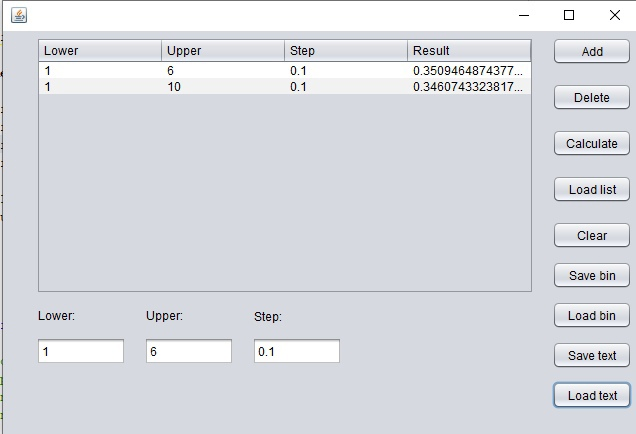 Lower Upper Step Result
1 6 0.1 0.3509464874377...
1 10 0.1 0.3460743323817...
Add
Delete
Calculate
Load list
Clear
Save bin
Load bin
Save text
Load text
Lower: Upper: Step:
1 6 0.1